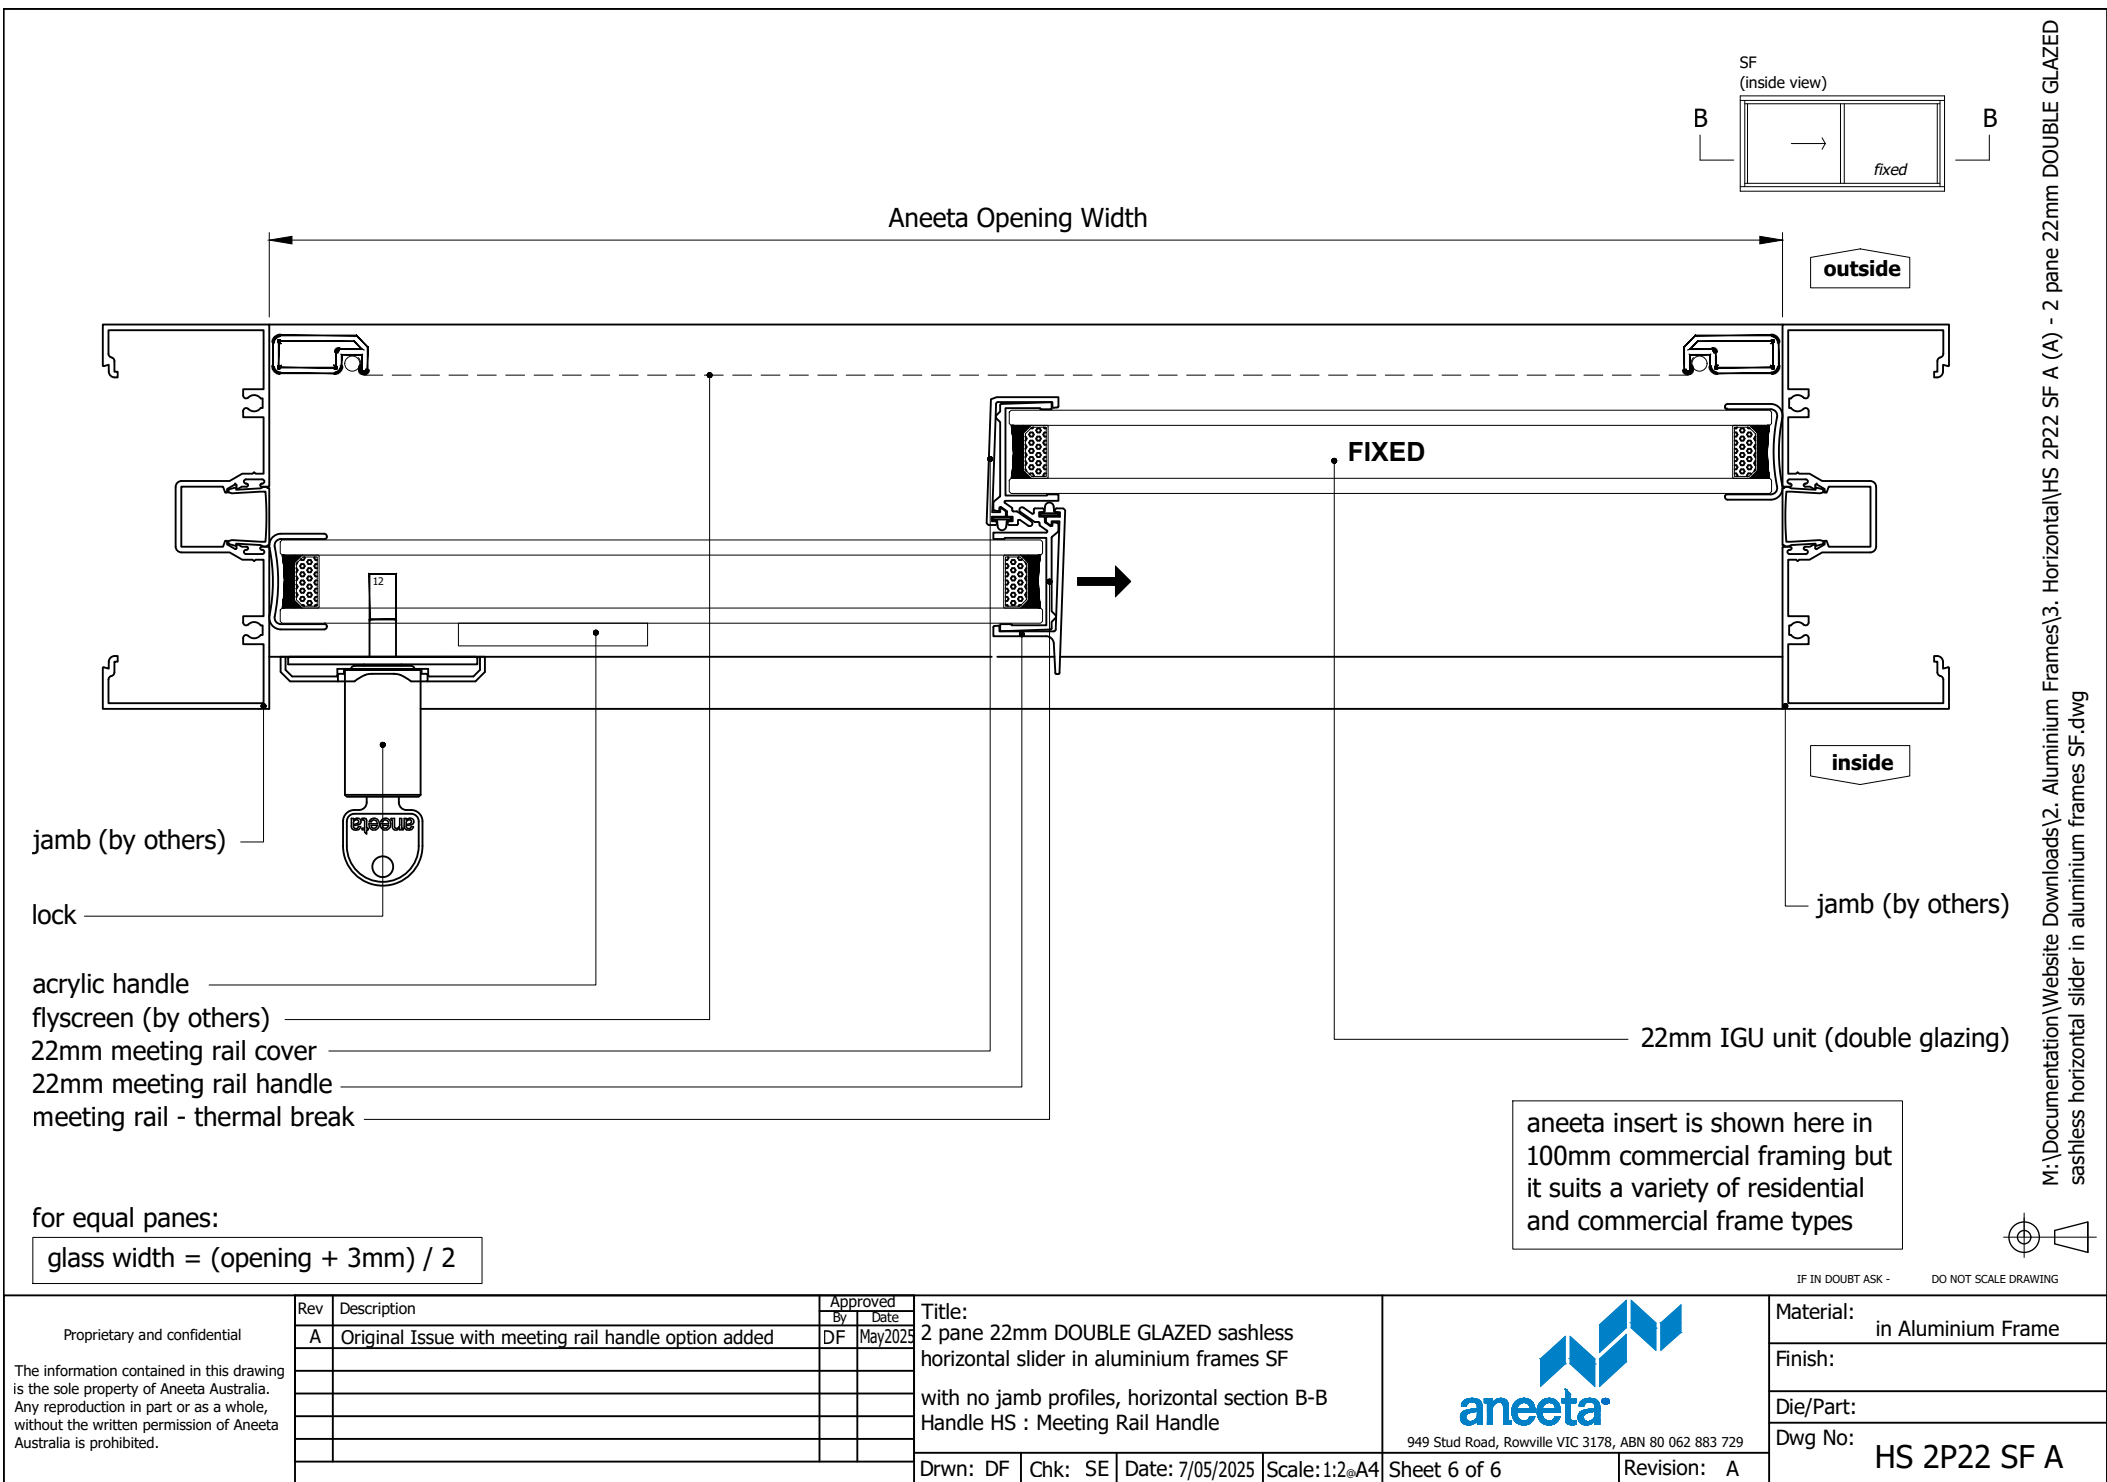 SF
(inside view)
B
B
fixed
Aneeta Opening Width
outside
FIXED
12
inside
aneeta
jamb (by others)
lock
acrylic handle
flyscreen (by others)
22mm meeting rail cover
22mm meeting rail handle
meeting rail - thermal break
jamb (by others)
22mm IGU unit (double glazing)
aneeta insert is shown here in
100mm commercial framing but
it suits a variety of residential
and commercial frame types
for equal panes:
glass width = (opening + 3mm) / 2
M:\Documentation\Website Downloads\2. Aluminium Frames\3. Horizontal\HS 2P22 SF A (A) - 2 pane 22mm DOUBLE GLAZED
sashless horizontal slider in aluminium frames SF.dwg
IF IN DOUBT ASK - DO NOT SCALE DRAWING
Proprietary and confidential
The information contained in this drawing
is the sole property of Aneeta Australia.
Any reproduction in part or as a whole,
without the written permission of Aneeta
Australia is prohibited.
Rev Description Approved
By Date
A Original Issue with meeting rail handle option added DF May2025
Title:
2 pane 22mm DOUBLE GLAZED sashless
horizontal slider in aluminium frames SF
with no jamb profiles, horizontal section B-B
Handle HS : Meeting Rail Handle
Drwn: DF Chk: SE Date: 7/05/2025 Scale:1:2@A4 Sheet 6 of 6 Revision: A
aneeta
949 Stud Road, Rowville VIC 3178, ABN 80 062 883 729
Material:
in Aluminium Frame
Finish:
Die/Part:
Dwg No:
HS 2P22 SF A